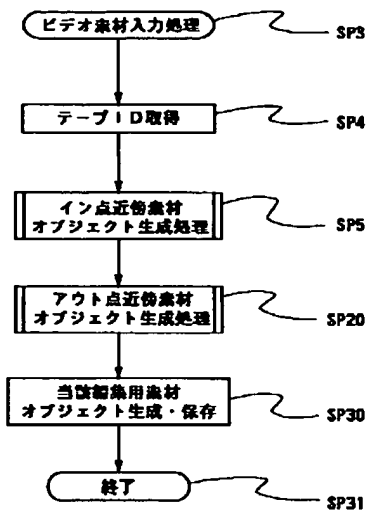 ビデオ素材入力処理
SP3
テープID取得
SP4
イン点近傍素材
オブジェクト生成処理
SP5
アウト点近傍素材
オブジェクト生成処理
SP20
当該編集用素材
オブジェクト生成・保存
SP30
終了
SP31